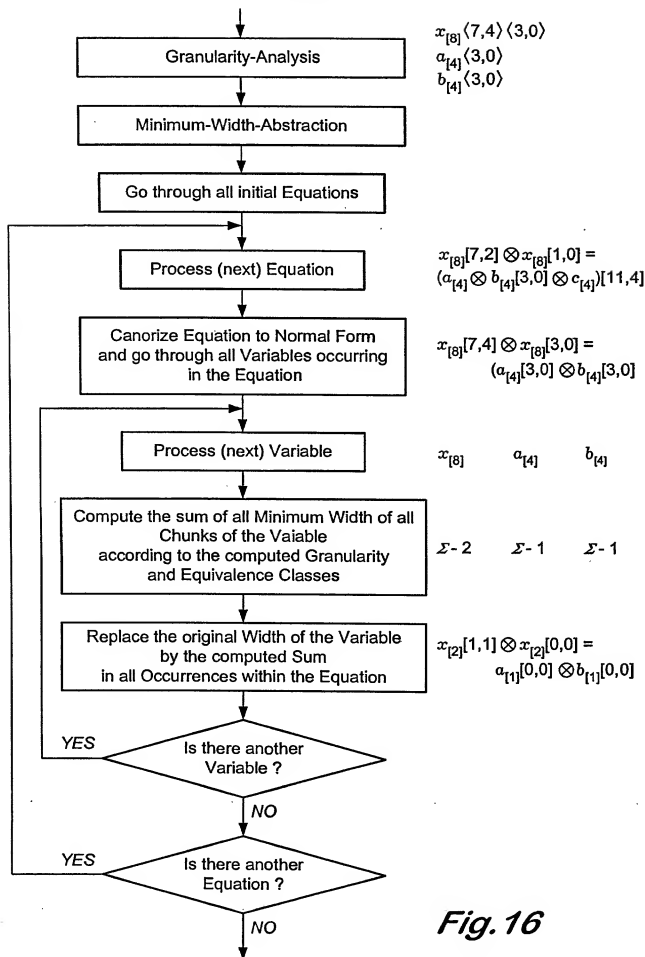 Granularity-Analysis
x[8]⟨7,4⟩⟨3,0⟩
a[4]⟨3,0⟩
b[4]⟨3,0⟩
Minimum-Width-Abstraction
Go through all initial Equations
Process (next) Equation
x[8][7,2] ⊗ x[8][1,0] =
(a[4] ⊗ b[4][3,0] ⊗ c[4])[11,4]
Canorize Equation to Normal Form
and go through all Variables occurring
in the Equation
x[8][7,4] ⊗ x[8][3,0] =
(a[4][3,0] ⊗ b[4][3,0]
Process (next) Variable
x[8] a[4] b[4]
Compute the sum of all Minimum Width of all
Chunks of the Vaiable
according to the computed Granularity
and Equivalence Classes
Σ-2 Σ-1 Σ-1
Replace the original Width of the Variable
by the computed Sum
in all Occurrences within the Equation
x[2][1,1] ⊗ x[2][0,0] =
a[1][0,0] ⊗ b[1][0,0]
YES
Is there another
Variable ?
NO
YES
Is there another
Equation ?
NO
Fig. 16